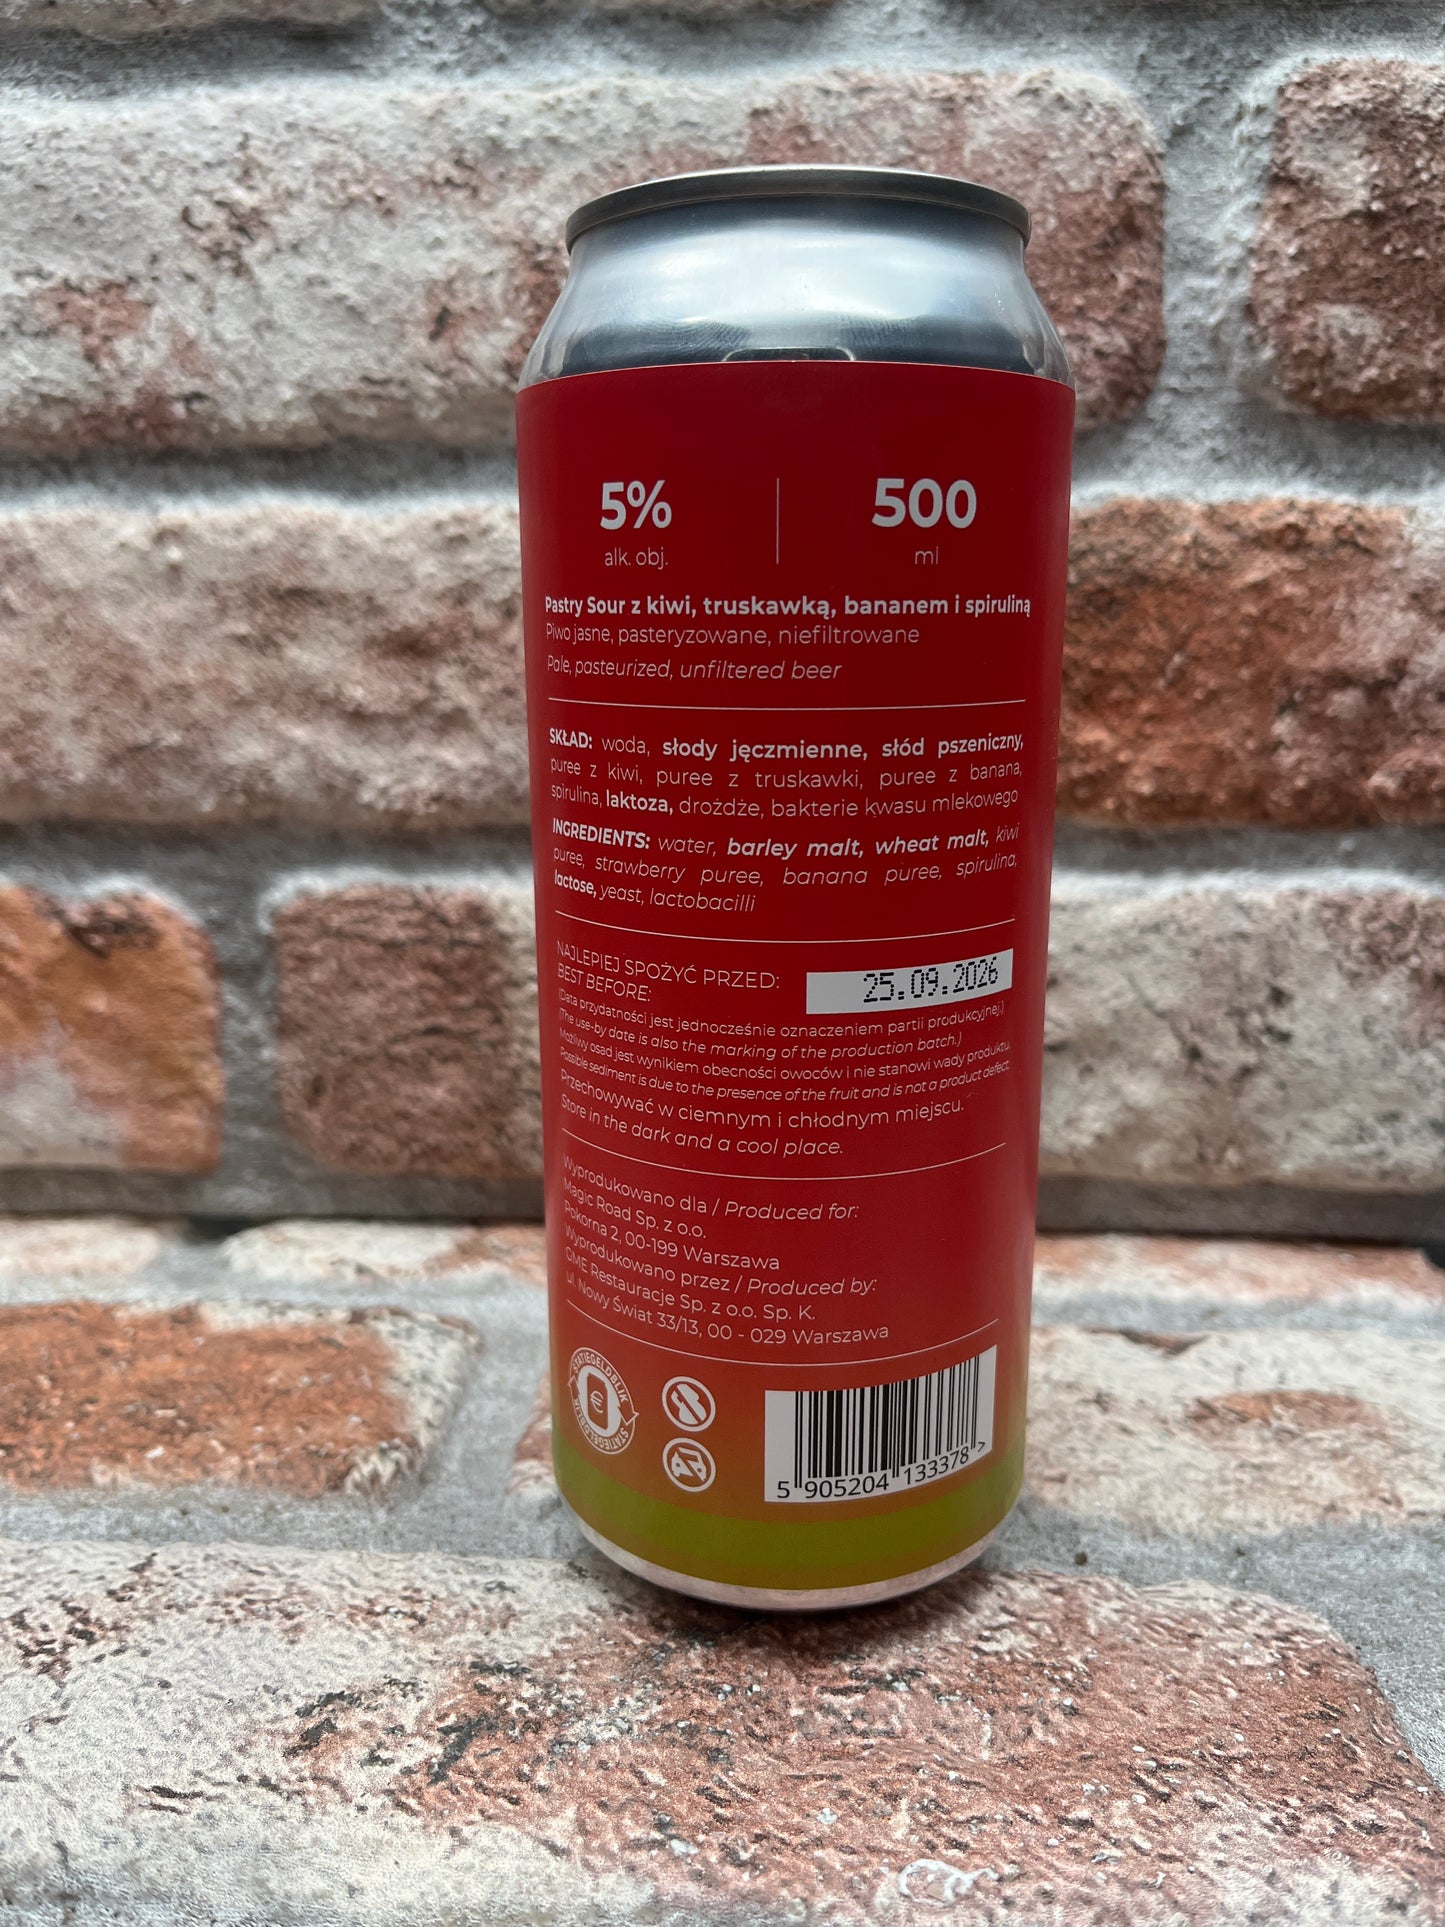 5%
alk. obj.
500
ml
Pastry Sour z kiwi, truskawką, bananem i spiruliną
Piwo jasne, pasteryzowane, niefiltrowane
Pale, pasteurized, unfiltered beer
SKŁAD: woda, słody jęczmienne, słód pszeniczny,
puree z kiwi, puree z truskawki, puree z banana,
spirulina, laktoza, drożdże, bakterie kwasu mlekowego
INGREDIENTS: water, barley malt, wheat malt, kiwi
puree, strawberry puree, banana puree, spirulina,
lactose, yeast, lactobacilli
NAJLEPIEJ SPOŻYĆ PRZED:
BEST BEFORE:
25.09.2026
(Data przydatności jest jednocześnie oznaczeniem partii produkcyjnej.)
(The use-by date is also the marking of the production batch.)
Możliwy osad jest wynikiem obecności owoców i nie stanowi wady produktu.
Possible sediment is due to the presence of the fruit and is not a product defect.
Przechowywać w ciemnym i chłodnym miejscu.
Store in the dark and a cool place.
Wyprodukowano dla / Produced for:
Magic Road Sp. z o.o.
Pokorna 2, 00-199 Warszawa
Wyprodukowano przez / Produced by:
GME Restauracje Sp. z o.o. Sp. K.
ul. Nowy Świat 33/13, 00 - 029 Warszawa
STATIEGELDBLIK
STATIEGELDBLIK
€
5 905204 133378 >